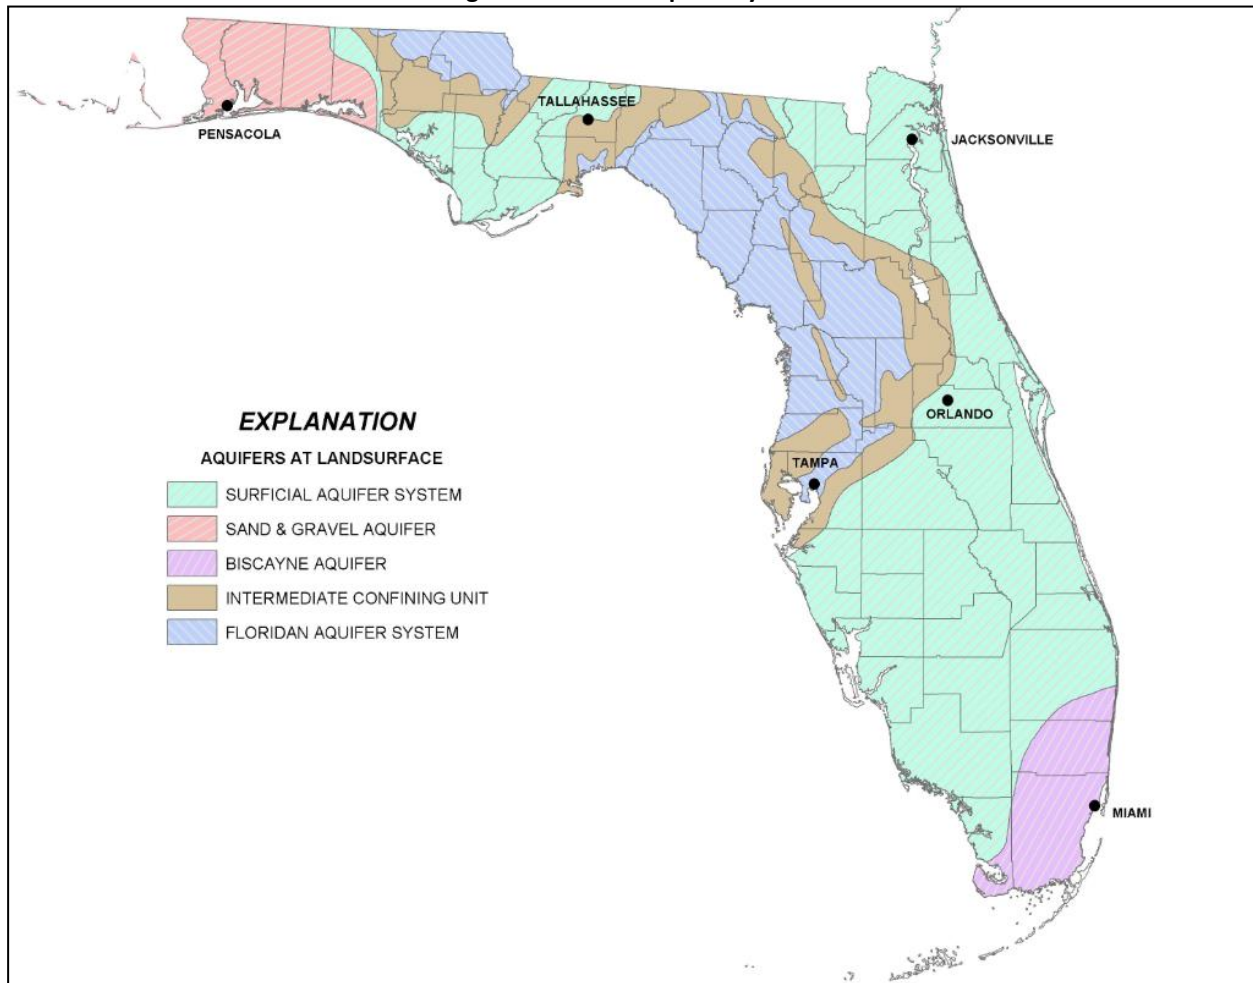 TALLAHASSEE
PENSACOLA
JACKSONVILLE
ORLANDO
TAMPA
MIAMI
EXPLANATION
AQUIFERS AT LANDSURFACE
SURFICIAL AQUIFER SYSTEM
SAND & GRAVEL AQUIFER
BISCAYNE AQUIFER
INTERMEDIATE CONFINING UNIT
FLORIDAN AQUIFER SYSTEM